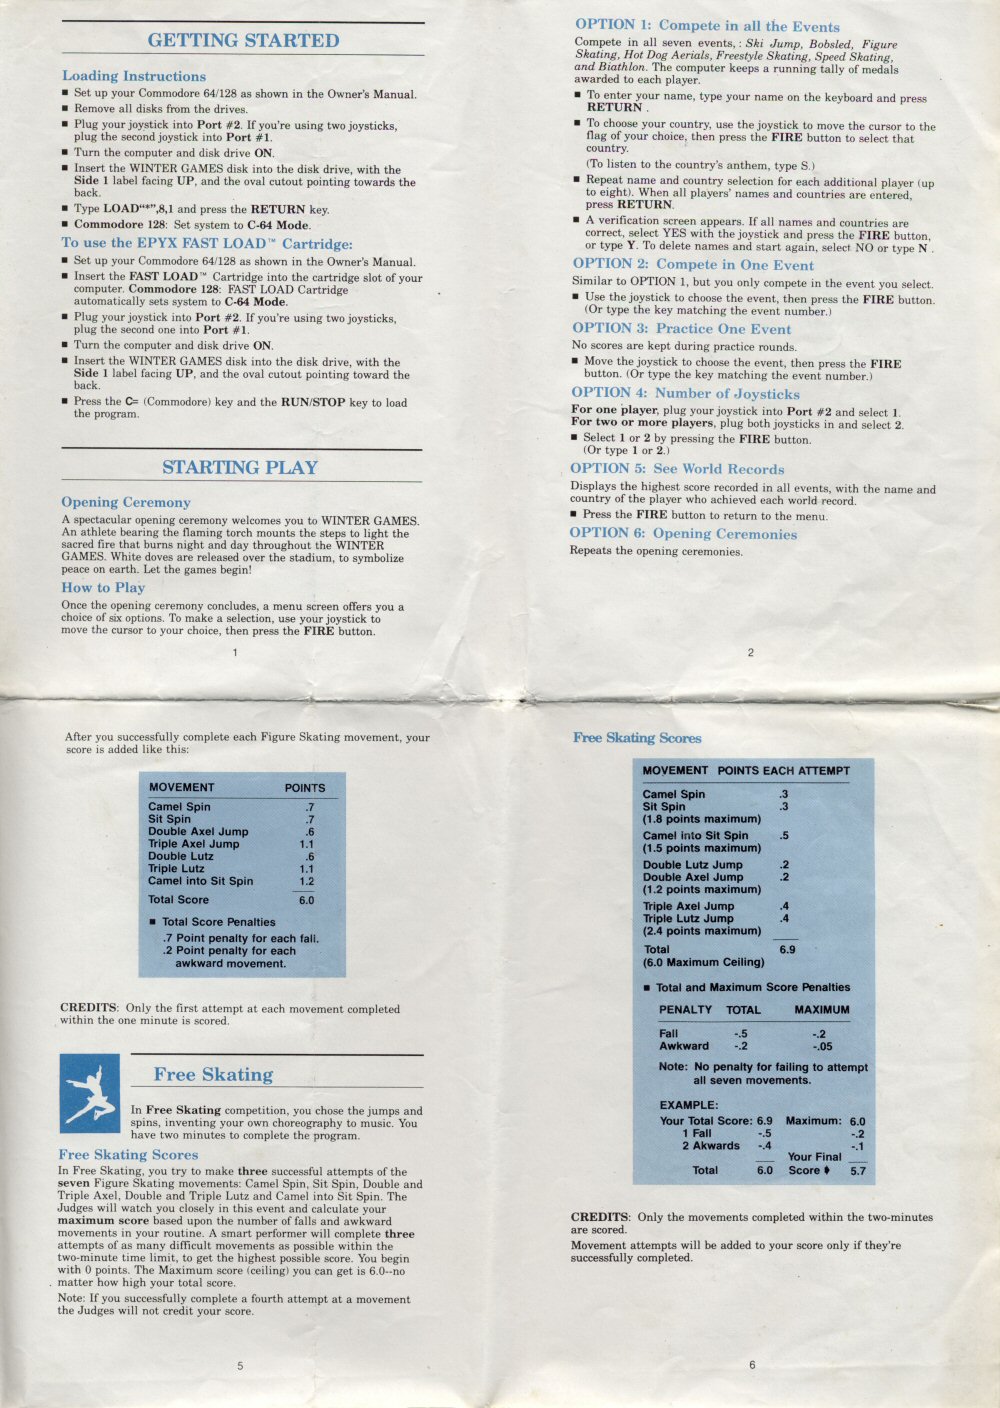 GETTING STARTED
Loading Instructions
■ Set up your Commodore 64/128 as shown in the Owner's Manual.
■ Remove all disks from the drives.
■ Plug your joystick into Port #2. If you're using two joysticks,
plug the second joystick into Port #1.
■ Turn the computer and disk drive ON.
■ Insert the WINTER GAMES disk into the disk drive, with the
Side 1 label facing UP, and the oval cutout pointing towards the
back.
■ Type LOAD"*",8,1 and press the RETURN key.
■ Commodore 128: Set system to C-64 Mode.
To use the EPYX FAST LOAD™ Cartridge:
■ Set up your Commodore 64/128 as shown in the Owner's Manual.
■ Insert the FAST LOAD™ Cartridge into the cartridge slot of your
computer. Commodore 128: FAST LOAD Cartridge
automatically sets system to C-64 Mode.
■ Plug your joystick into Port #2. If you're using two joysticks,
plug the second one into Port #1.
■ Turn the computer and disk drive ON.
■ Insert the WINTER GAMES disk into the disk drive, with the
Side 1 label facing UP, and the oval cutout pointing toward the
back.
■ Press the C= (Commodore) key and the RUN/STOP key to load
the program.
STARTING PLAY
Opening Ceremony
A spectacular opening ceremony welcomes you to WINTER GAMES.
An athlete bearing the flaming torch mounts the steps to light the
sacred fire that burns night and day throughout the WINTER
GAMES. White doves are released over the stadium, to symbolize
peace on earth. Let the games begin!
How to Play
Once the opening ceremony concludes, a menu screen offers you a
choice of six options. To make a selection, use your joystick to
move the cursor to your choice, then press the FIRE button.
1
OPTION 1: Compete in all the Events
Compete in all seven events, : Ski Jump, Bobsled, Figure
Skating, Hot Dog Aerials, Freestyle Skating, Speed Skating,
and Biathlon. The computer keeps a running tally of medals
awarded to each player.
■ To enter your name, type your name on the keyboard and press
RETURN .
■ To choose your country, use the joystick to move the cursor to the
flag of your choice, then press the FIRE button to select that
country.
(To listen to the country's anthem, type S.)
■ Repeat name and country selection for each additional player (up
to eight). When all players' names and countries are entered,
press RETURN.
■ A verification screen appears. If all names and countries are
correct, select YES with the joystick and press the FIRE button,
or type Y. To delete names and start again, select NO or type N .
OPTION 2: Compete in One Event
Similar to OPTION 1, but you only compete in the event you select.
■ Use the joystick to choose the event, then press the FIRE button.
(Or type the key matching the event number.)
OPTION 3: Practice One Event
No scores are kept during practice rounds.
■ Move the joystick to choose the event, then press the FIRE
button. (Or type the key matching the event number.)
OPTION 4: Number of Joysticks
For one player, plug your joystick into Port #2 and select 1.
For two or more players, plug both joysticks in and select 2.
■ Select 1 or 2 by pressing the FIRE button.
(Or type 1 or 2.)
OPTION 5: See World Records
Displays the highest score recorded in all events, with the name and
country of the player who achieved each world record.
■ Press the FIRE button to return to the menu.
OPTION 6: Opening Ceremonies
Repeats the opening ceremonies.
2
After you successfully complete each Figure Skating movement, your
score is added like this:
MOVEMENT POINTS
Camel Spin .7
Sit Spin .7
Double Axel Jump .6
Triple Axel Jump 1.1
Double Lutz .6
Triple Lutz 1.1
Camel into Sit Spin 1.2
Total Score 6.0
■ Total Score Penalties
.7 Point penalty for each fall.
.2 Point penalty for each
awkward movement.
CREDITS: Only the first attempt at each movement completed
within the one minute is scored.
Free Skating
In Free Skating competition, you chose the jumps and
spins, inventing your own choreography to music. You
have two minutes to complete the program.
Free Skating Scores
In Free Skating, you try to make three successful attempts of the
seven Figure Skating movements: Camel Spin, Sit Spin, Double and
Triple Axel, Double and Triple Lutz and Camel into Sit Spin. The
Judges will watch you closely in this event and calculate your
maximum score based upon the number of falls and awkward
movements in your routine. A smart performer will complete three
attempts of as many difficult movements as possible within the
two-minute time limit, to get the highest possible score. You begin
with 0 points. The Maximum score (ceiling) you can get is 6.0--no
matter how high your total score.
Note: If you successfully complete a fourth attempt at a movement
the Judges will not credit your score.
5
Free Skating Scores
MOVEMENT POINTS EACH ATTEMPT
Camel Spin .3
Sit Spin .3
(1.8 points maximum)
Camel into Sit Spin .5
(1.5 points maximum)
Double Lutz Jump .2
Double Axel Jump .2
(1.2 points maximum)
Triple Axel Jump .4
Triple Lutz Jump .4
(2.4 points maximum)
Total 6.9
(6.0 Maximum Ceiling)
■ Total and Maximum Score Penalties
PENALTY TOTAL MAXIMUM
Fall -.5 -.2
Awkward -.2 -.05
Note: No penalty for failing to attempt
all seven movements.
EXAMPLE:
Your Total Score: 6.9 Maximum: 6.0
1 Fall -.5 -.2
2 Akwards -.4 -.1
Your Final
Total 6.0 Score ♦ 5.7
CREDITS: Only the movements completed within the two-minutes
are scored.
Movement attempts will be added to your score only if they're
successfully completed.
6